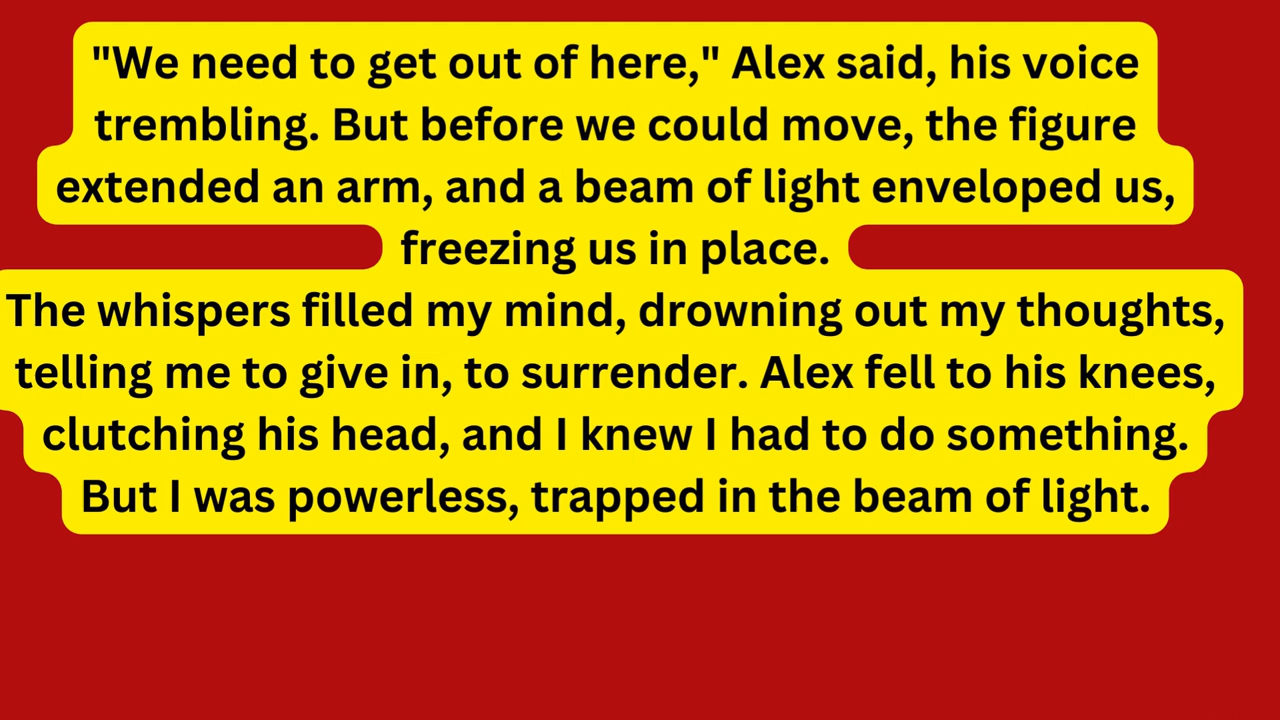 "We need to get out of here," Alex said, his voice
trembling. But before we could move, the figure
extended an arm, and a beam of light enveloped us,
freezing us in place.
The whispers filled my mind, drowning out my thoughts,
telling me to give in, to surrender. Alex fell to his knees,
clutching his head, and I knew I had to do something.
But I was powerless, trapped in the beam of light.